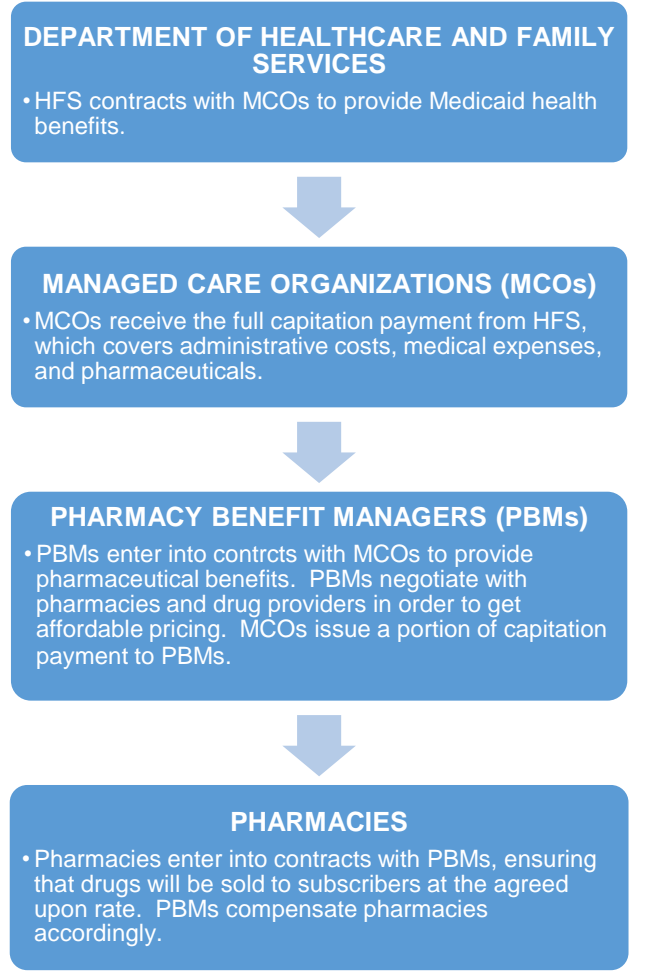 DEPARTMENT OF HEALTHCARE AND FAMILY
SERVICES
• HFS contracts with MCOs to provide Medicaid health
benefits.
MANAGED CARE ORGANIZATIONS (MCOs)
• MCOs receive the full capitation payment from HFS,
which covers administrative costs, medical expenses,
and pharmaceuticals.
PHARMACY BENEFIT MANAGERS (PBMs)
• PBMs enter into contrcts with MCOs to provide
pharmaceutical benefits. PBMs negotiate with
pharmacies and drug providers in order to get
affordable pricing. MCOs issue a portion of capitation
payment to PBMs.
PHARMACIES
• Pharmacies enter into contracts with PBMs, ensuring
that drugs will be sold to subscribers at the agreed
upon rate. PBMs compensate pharmacies
accordingly.